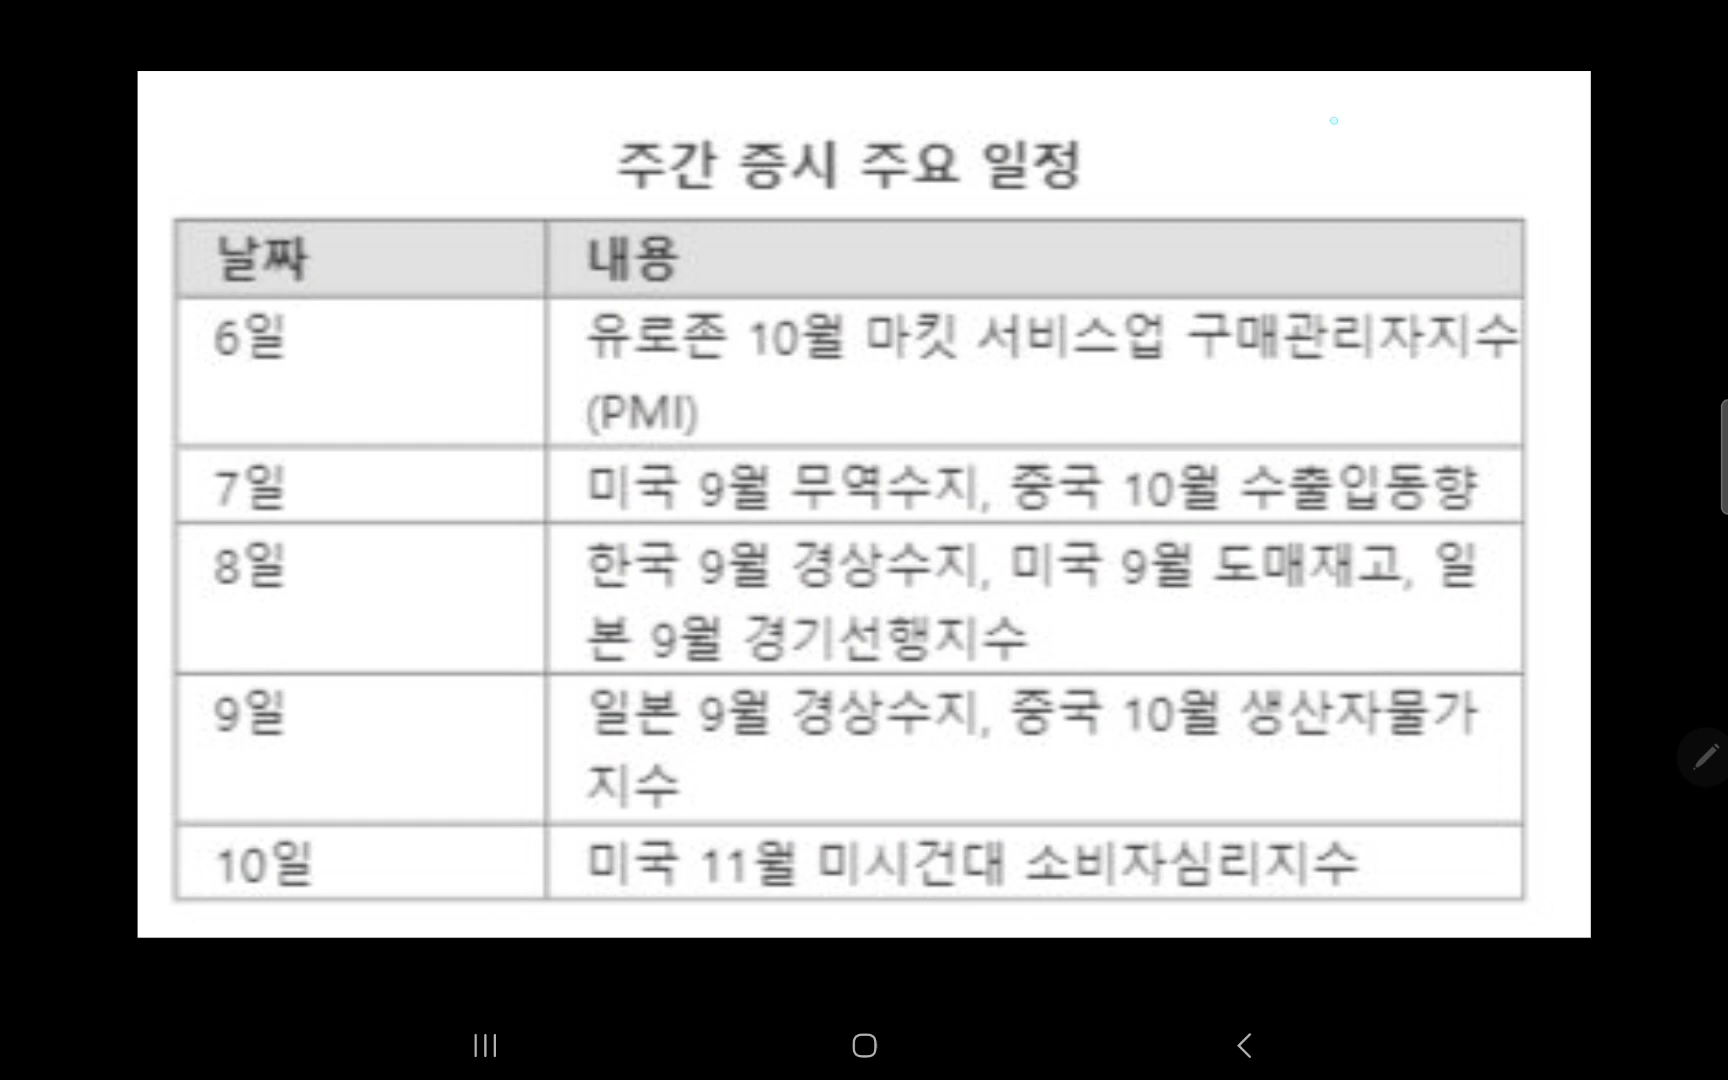 주간 증시 주요 일정
날짜 내용
6일 유로존 10월 마킷 서비스업 구매관리자지수
(PMI)
7일 미국 9월 무역수지, 중국 10월 수출입동향
8일 한국 9월 경상수지, 미국 9월 도매재고, 일
본 9월 경기선행지수
9일 일본 9월 경상수지, 중국 10월 생산자물가
지수
10일 미국 11월 미시건대 소비자심리지수